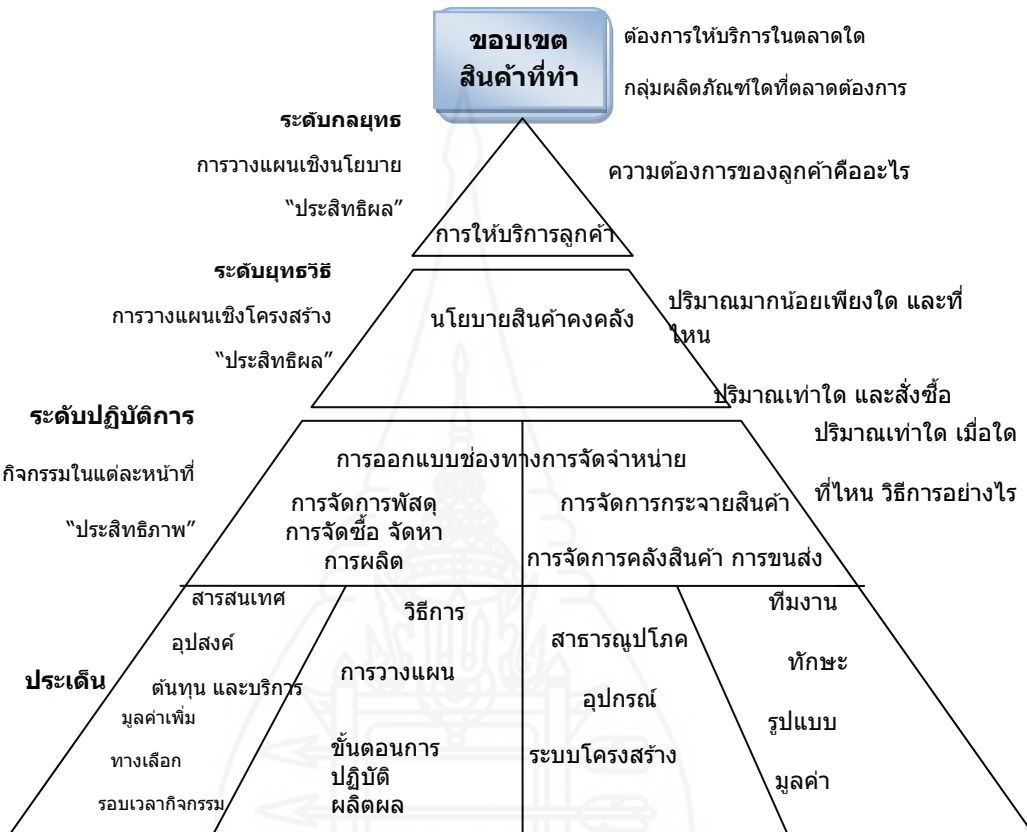 ขอบเขต
สินค้าที่ทำ
ต้องการให้บริการในตลาดใด
กลุ่มผลิตภัณฑ์ใดที่ตลาดต้องการ
ระดับกลยุทธ
การวางแผนเชิงนโยบาย
“ประสิทธิผล”
ความต้องการของลูกค้าคืออะไร
การให้บริการลูกค้า
ระดับยุทธวิธี
การวางแผนเชิงโครงสร้าง
“ประสิทธิผล”
นโยบายสินค้าคงคลัง
ปริมาณมากน้อยเพียงใด และที่
ไหน
ปริมาณเท่าใด และสั่งซื้อ
ระดับปฏิบัติการ
กิจกรรมในแต่ละหน้าที่
“ประสิทธิภาพ”
การออกแบบช่องทางการจัดจำหน่าย
การจัดการพัสดุ
การจัดซื้อ จัดหา
การผลิต
การจัดการกระจายสินค้า
การจัดการคลังสินค้า การขนส่ง
ปริมาณเท่าใด เมื่อใด
ที่ไหน วิธีการอย่างไร
ประเด็น
สารสนเทศ
อุปสงค์
ต้นทุน และบริการ
มูลค่าเพิ่ม
ทางเลือก
รอบเวลากิจกรรม
วิธีการ
การวางแผน
ขั้นตอนการ
ปฏิบัติ
ผลิตผล
สาธารณูปโภค
อุปกรณ์
ระบบโครงสร้าง
ทีมงาน
ทักษะ
รูปแบบ
มูลค่า